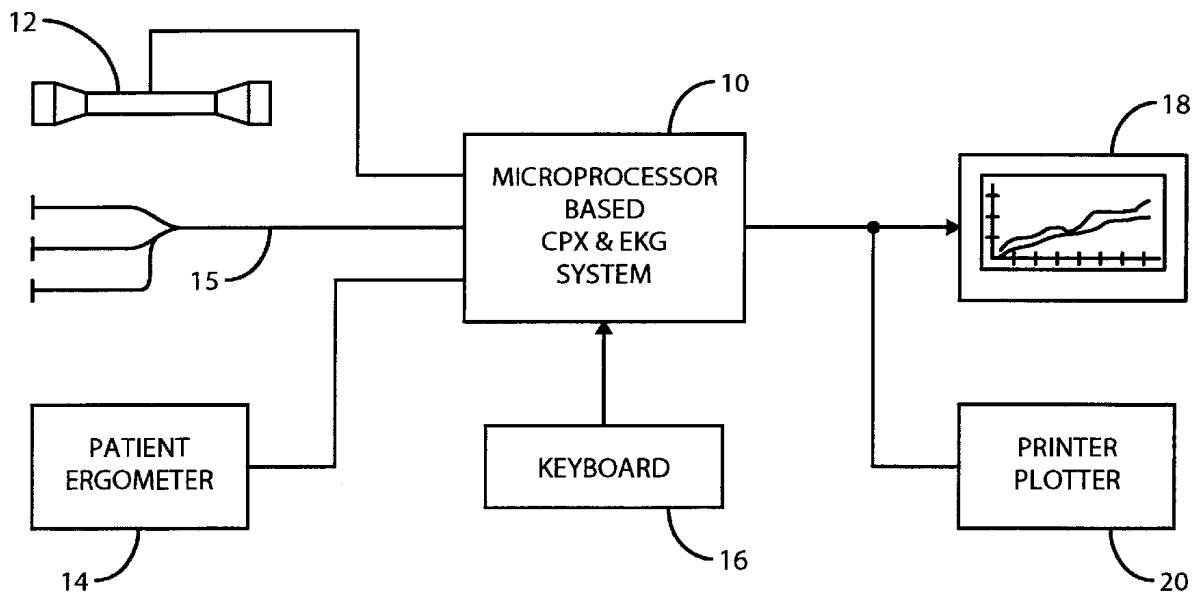 12
10
18
MICROPROCESSOR
BASED
CPX & EKG
SYSTEM
15
PATIENT
ERGOMETER
KEYBOARD
PRINTER
PLOTTER
14
16
20